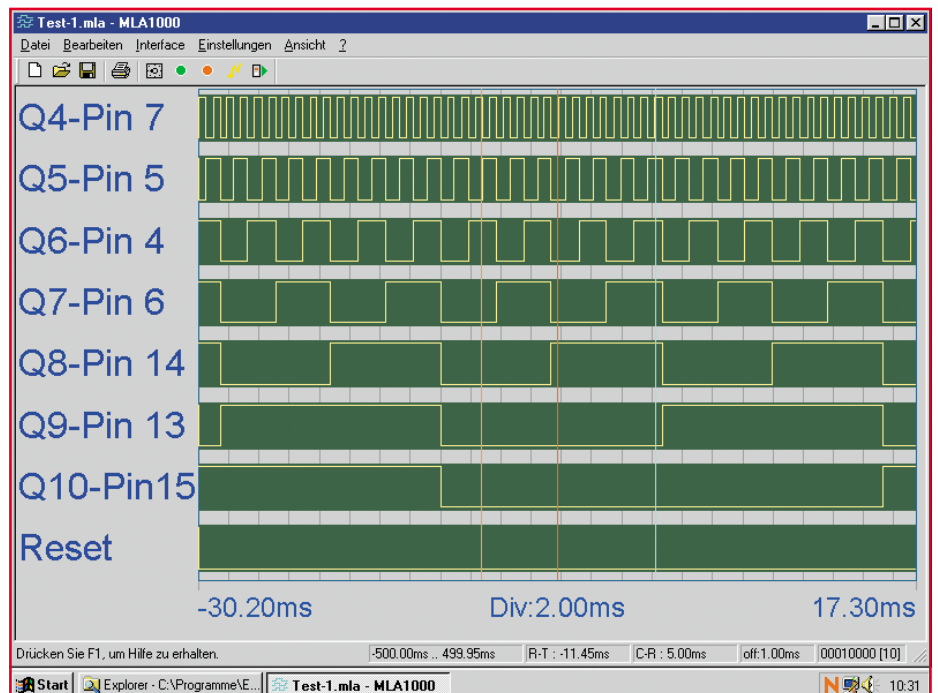 Test-1.mla - MLA1000
Datei Bearbeiten Interface Einstellungen Ansicht ?
Q4-Pin 7
Q5-Pin 5
Q6-Pin 4
Q7-Pin 6
Q8-Pin 14
Q9-Pin 13
Q10-Pin15
Reset
-30.20ms Div:2.00ms 17.30ms
Drücken Sie F1, um Hilfe zu erhalten. -500.00ms .. 499.95ms R-T : -11.45ms C-R : 5.00ms off:1.00ms 00010000 [10]
Start Explorer - C:\Programme\E... Test-1.mla - MLA1000 N 10:31